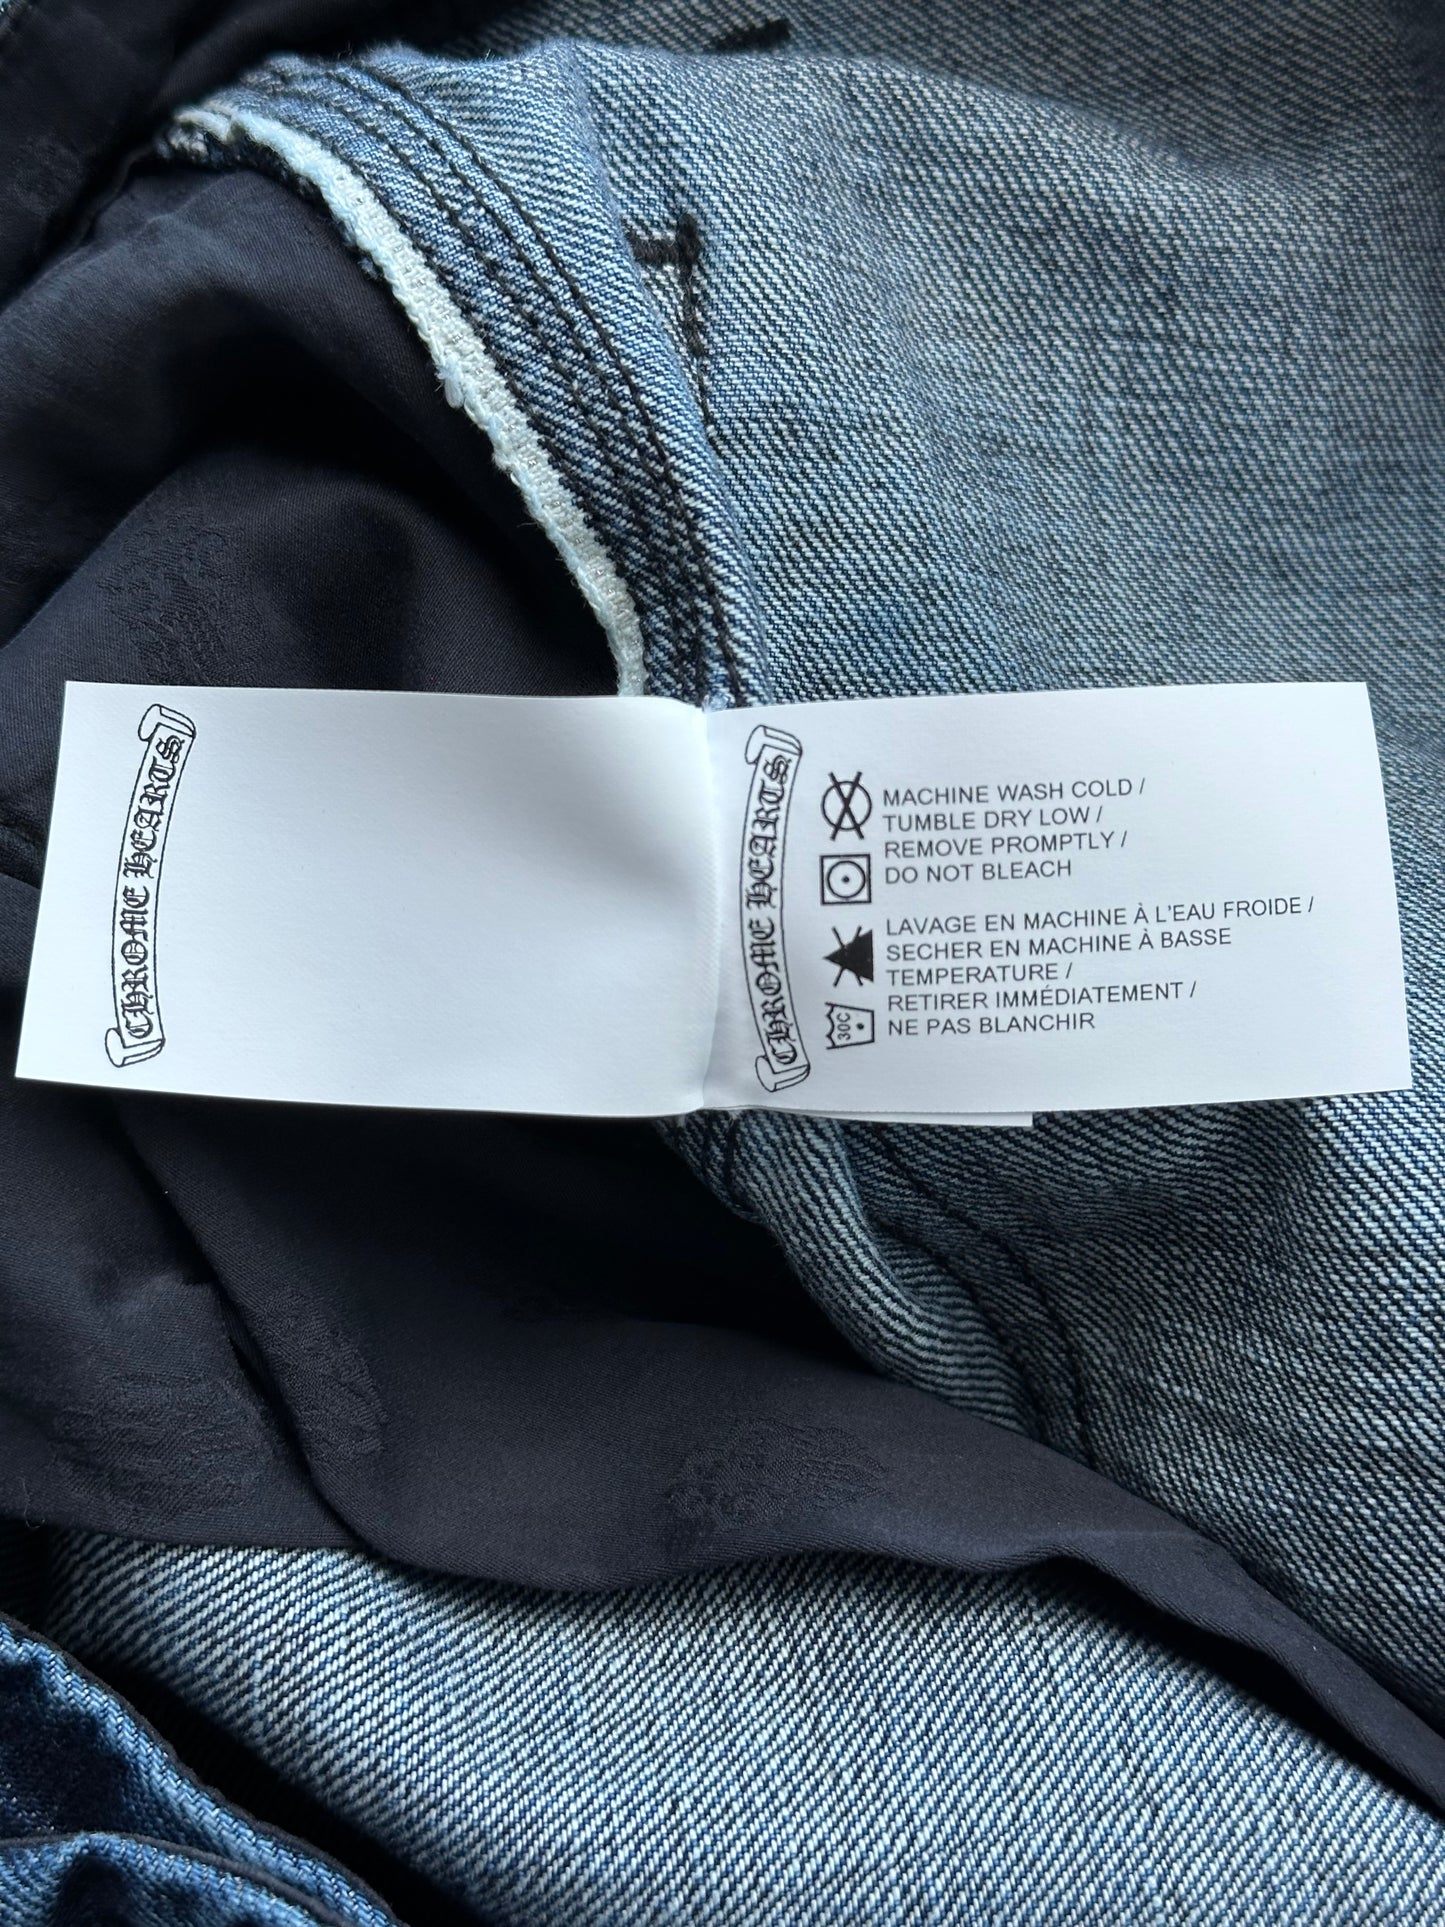 CHROME HEARTS
CHROME HEARTS
MACHINE WASH COLD /
TUMBLE DRY LOW /
REMOVE PROMPTLY /
DO NOT BLEACH
LAVAGE EN MACHINE À L'EAU FROIDE /
SECHER EN MACHINE À BASSE
TEMPERATURE /
RETIRER IMMÉDIATEMENT /
NE PAS BLANCHIR
30C